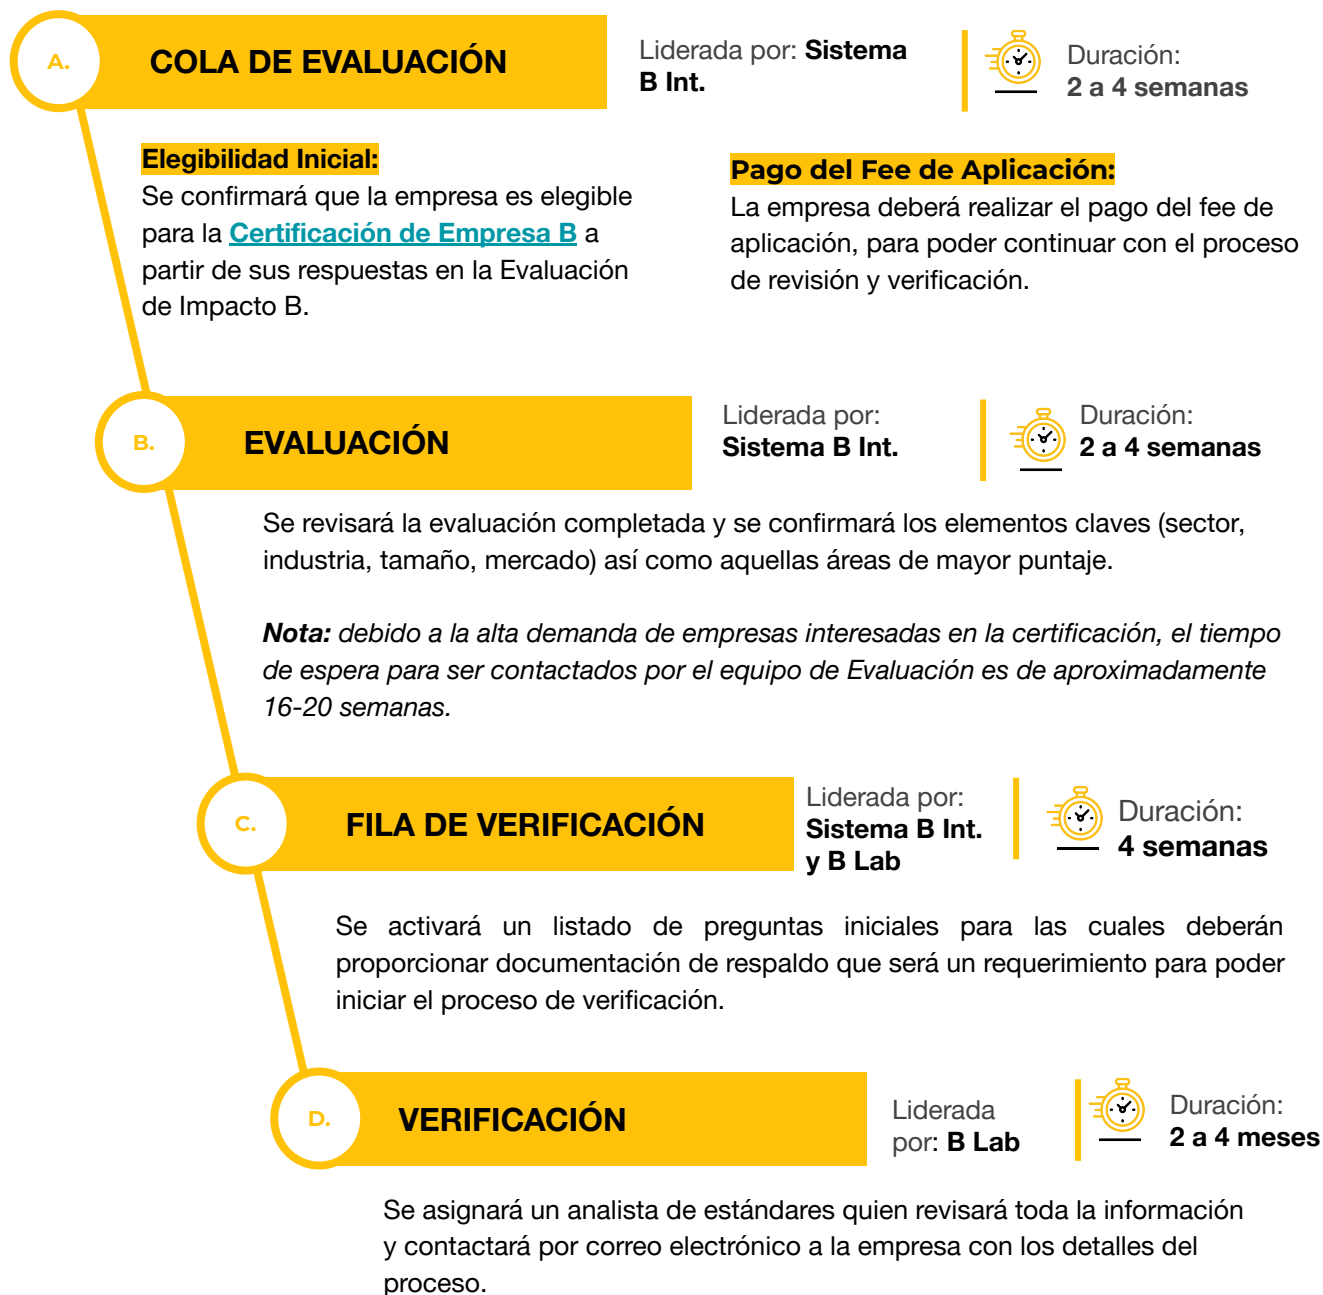 A.
COLA DE EVALUACIÓN
Liderada por: Sistema
B Int.
Duración:
2 a 4 semanas
Elegibilidad Inicial:
Se confirmará que la empresa es elegible
para la Certificación de Empresa B a
partir de sus respuestas en la Evaluación
de Impacto B.
Pago del Fee de Aplicación:
La empresa deberá realizar el pago del fee de
aplicación, para poder continuar con el proceso
de revisión y verificación.
B.
EVALUACIÓN
Liderada por:
Sistema B Int.
Duración:
2 a 4 semanas
Se revisará la evaluación completada y se confirmará los elementos claves (sector,
industria, tamaño, mercado) así como aquellas áreas de mayor puntaje.
Nota: debido a la alta demanda de empresas interesadas en la certificación, el tiempo
de espera para ser contactados por el equipo de Evaluación es de aproximadamente
16-20 semanas.
C.
FILA DE VERIFICACIÓN
Liderada por:
Sistema B Int.
y B Lab
Duración:
4 semanas
Se activará un listado de preguntas iniciales para las cuales deberán
proporcionar documentación de respaldo que será un requerimiento para poder
iniciar el proceso de verificación.
D.
VERIFICACIÓN
Liderada
por: B Lab
Duración:
2 a 4 meses
Se asignará un analista de estándares quien revisará toda la información
y contactará por correo electrónico a la empresa con los detalles del
proceso.